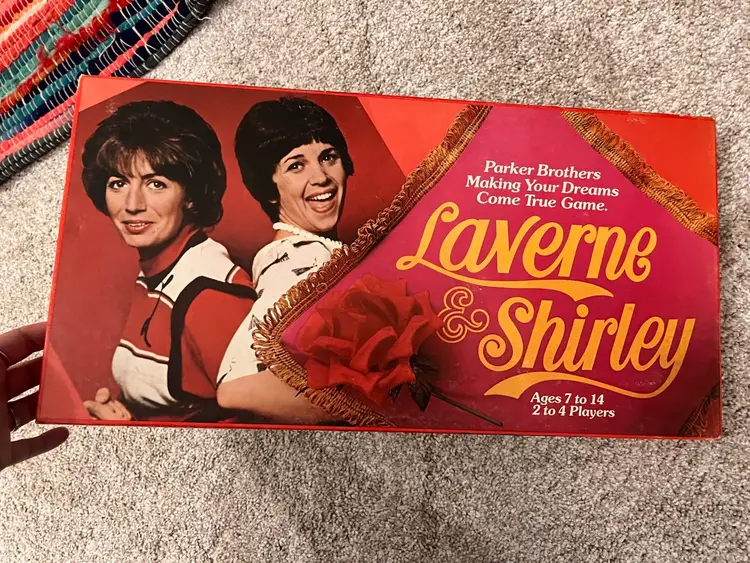 Parker Brothers
Making Your Dreams
Come True Game.
Laverne
& Shirley
Ages 7 to 14
2 to 4 Players